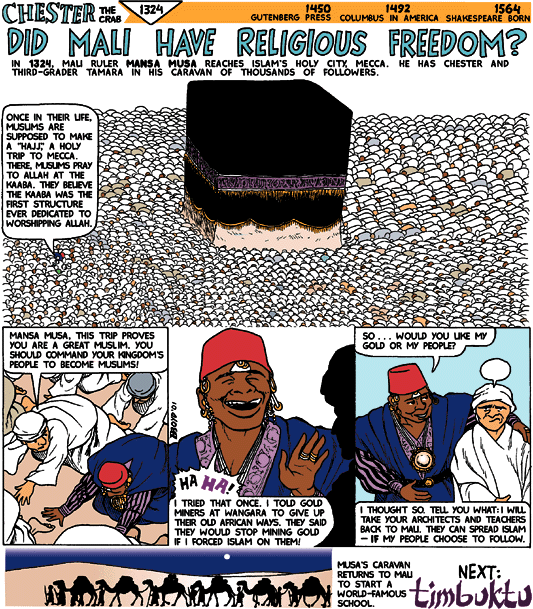 CHESTER THE CRAB
1324
1450
GUTENBERG PRESS
1492
COLUMBUS IN AMERICA
1564
SHAKESPEARE BORN
DID MALI HAVE RELIGIOUS FREEDOM?
IN 1324, MALI RULER MANSA MUSA REACHES ISLAM'S HOLY CITY, MECCA. HE HAS CHESTER AND
THIRD-GRADER TAMARA IN HIS CARAVAN OF THOUSANDS OF FOLLOWERS.
ONCE IN THEIR LIFE,
MUSLIMS ARE
SUPPOSED TO MAKE
A "HAJJ," A HOLY
TRIP TO MECCA.
THERE, MUSLIMS PRAY
TO ALLAH AT THE
KAABA. THEY BELIEVE
THE KAABA WAS THE
FIRST STRUCTURE
EVER DEDICATED TO
WORSHIPPING ALLAH.
MANSA MUSA, THIS TRIP PROVES
YOU ARE A GREAT MUSLIM. YOU
SHOULD COMMAND YOUR KINGDOM'S
PEOPLE TO BECOME MUSLIMS!
HA HA!
I TRIED THAT ONCE. I TOLD GOLD
MINERS AT WANGARA TO GIVE UP
THEIR OLD AFRICAN WAYS. THEY SAID
THEY WOULD STOP MINING GOLD
IF I FORCED ISLAM ON THEM!
SO . . . WOULD YOU LIKE MY
GOLD OR MY PEOPLE?
I THOUGHT SO. TELL YOU WHAT: I WILL
TAKE YOUR ARCHITECTS AND TEACHERS
BACK TO MALI. THEY CAN SPREAD ISLAM
— IF MY PEOPLE CHOOSE TO FOLLOW.
MUSA'S CARAVAN
RETURNS TO MALI
TO START A
WORLD-FAMOUS
SCHOOL.
NEXT:
timbuktu